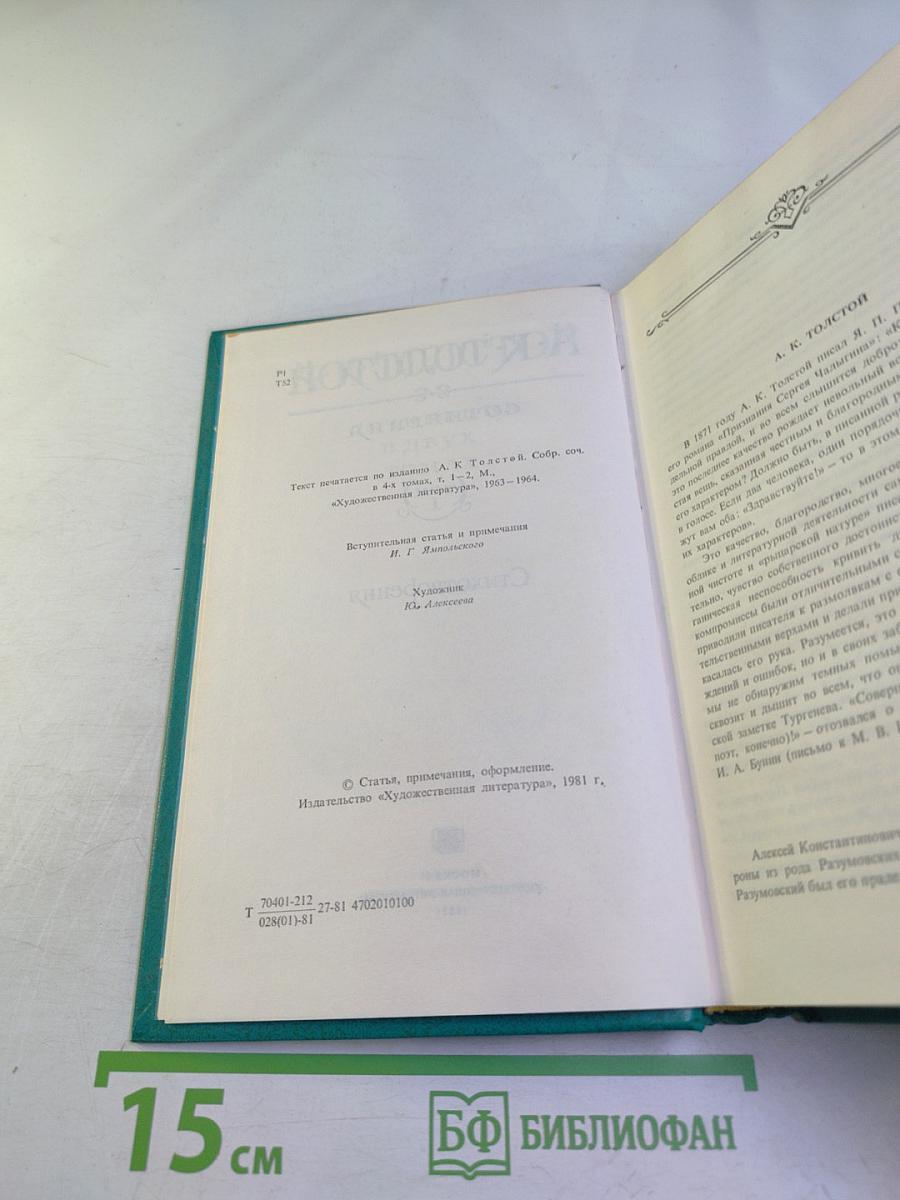 Р1
Т52
Текст печатается по изданию А. К Толстой. Собр. соч.
в 4-х томах, т. 1—2, М.,
«Художественная литература», 1963—1964.
Вступительная статья и примечания
И. Г Ямпольского
Художник
Ю. Алексеева
© Статья, примечания, оформление.
Издательство «Художественная литература», 1981 г.
Т 70401-212 27-81 4702010100
028(01)-81
А. К. ТОЛСТОЙ
В 1871 году А. К. Толстой писал Я. П.
его романа «Признания Сергея Чалыгина»:
дельной правдой, и во всем слышится
это последнее качество рождает невольный
стая вещь, сказанная честным и благородным
его характером? Должно быть, в писанной
в голосе. Если два человека, один
жут вам оба: «Здравствуйте!» — то в этом
их характеров».
Это качество, благородство,
облике и литературной деятельности
ной чистоте и «рыцарской натуре»
тельно, чувство собственного
ганическая неспособность кривить
компромиссы были отличительными
приводили писателя к размолвкам с
тельственными верхами и делали
касалась его рука. Разумеется, это
ждений и ошибок, но и в своих
мы не обнаружим темных
сквозит и дышит во всем, что
ской заметке Тургенева.
поэт, конечно)!» — отозвался о
И. А. Бунин (письмо к М. В.
Алексей Константинович
роны из рода Разумовских
Разумовский был его
15 см
БФ БИБЛИОФАН